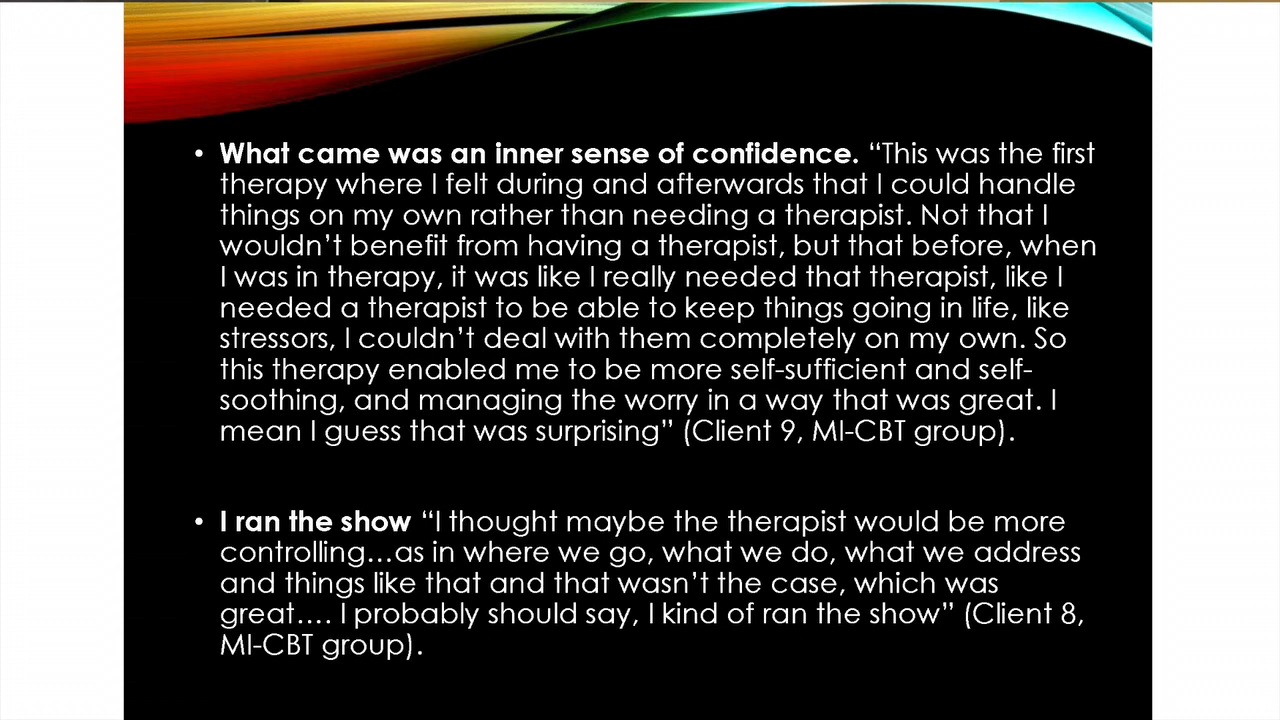 • What came was an inner sense of confidence. “This was the first
therapy where I felt during and afterwards that I could handle
things on my own rather than needing a therapist. Not that I
wouldn’t benefit from having a therapist, but that before, when
I was in therapy, it was like I really needed that therapist, like I
needed a therapist to be able to keep things going in life, like
stressors, I couldn’t deal with them completely on my own. So
this therapy enabled me to be more self-sufficient and self-
soothing, and managing the worry in a way that was great. I
mean I guess that was surprising” (Client 9, MI-CBT group).
• I ran the show “I thought maybe the therapist would be more
controlling…as in where we go, what we do, what we address
and things like that and that wasn’t the case, which was
great…. I probably should say, I kind of ran the show” (Client 8,
MI-CBT group).